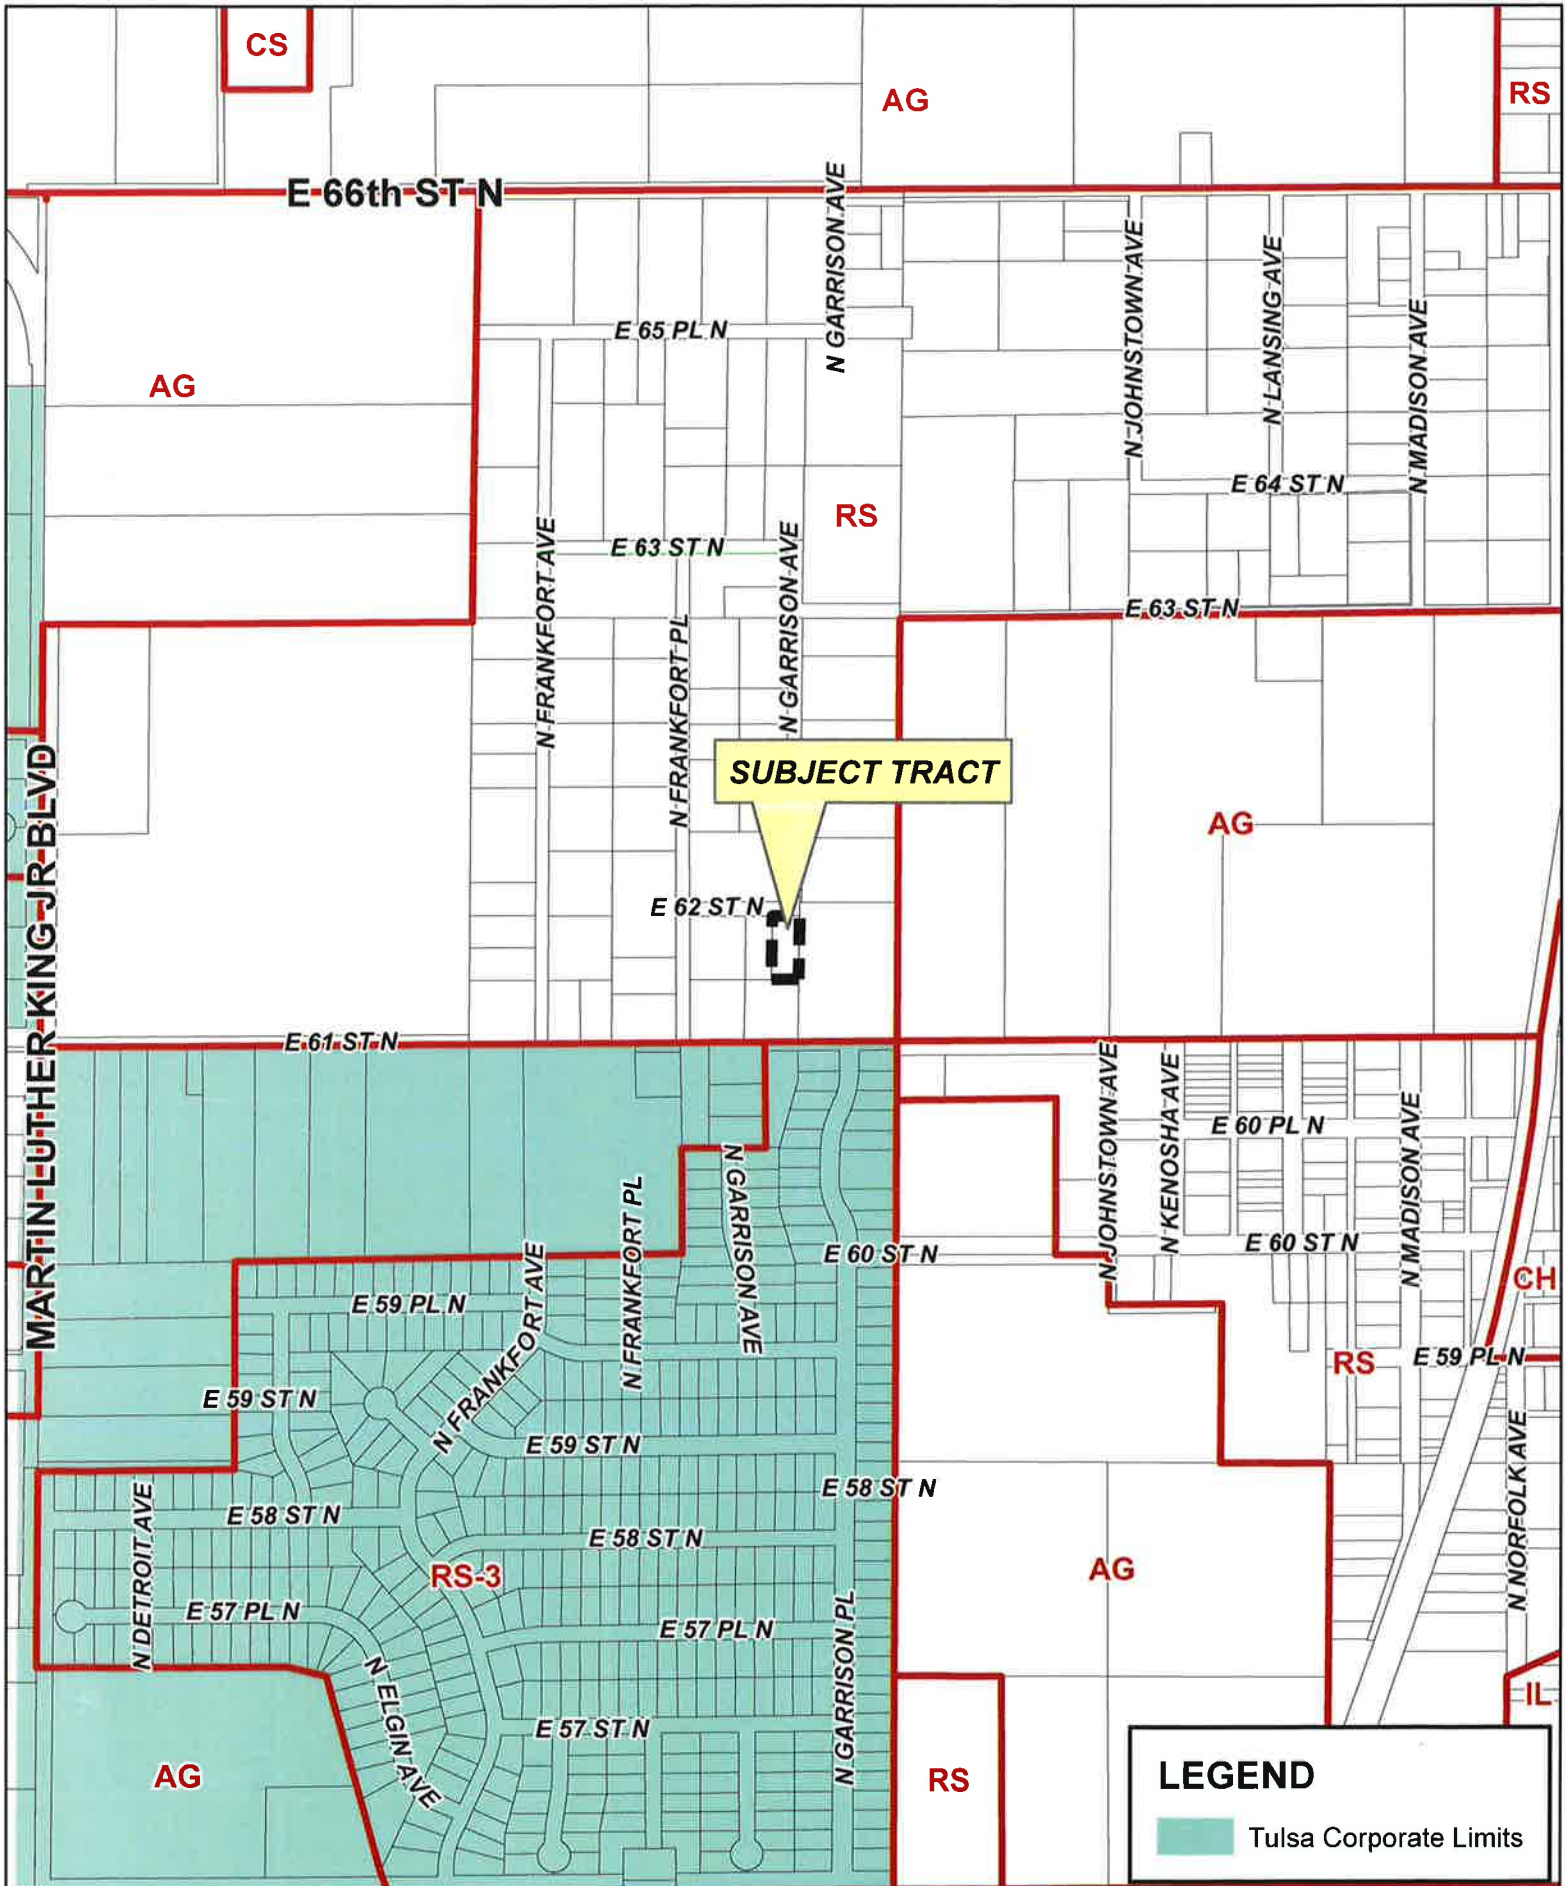 CS
AG
RS
E 66th ST N
N GARRISON AVE
N JOHNSTOWN AVE
N LANSING AVE
N MADISON AVE
E 65 PL N
AG
E 64 ST N
RS
E 63 ST N
N FRANKFORT AVE
N FRANKFORT PL
N GARRISON AVE
E 63 ST N
MARTIN LUTHER KING JR BLVD
SUBJECT TRACT
AG
E 62 ST N
E 61 ST N
N JOHNSTOWN AVE
N KENOSHA AVE
E 60 PL N
N MADISON AVE
N GARRISON AVE
N FRANKFORT PL
E 60 ST N
E 60 ST N
CH
E 59 PL N
N FRANKFORT AVE
RS
E 59 PL N
E 59 ST N
E 59 ST N
N NORFOLK AVE
E 58 ST N
N DETROIT AVE
E 58 ST N
E 58 ST N
RS-3
AG
E 57 PL N
E 57 PL N
N GARRISON PL
N ELGIN AVE
IL
E 57 ST N
AG
RS
LEGEND
Tulsa Corporate Limits